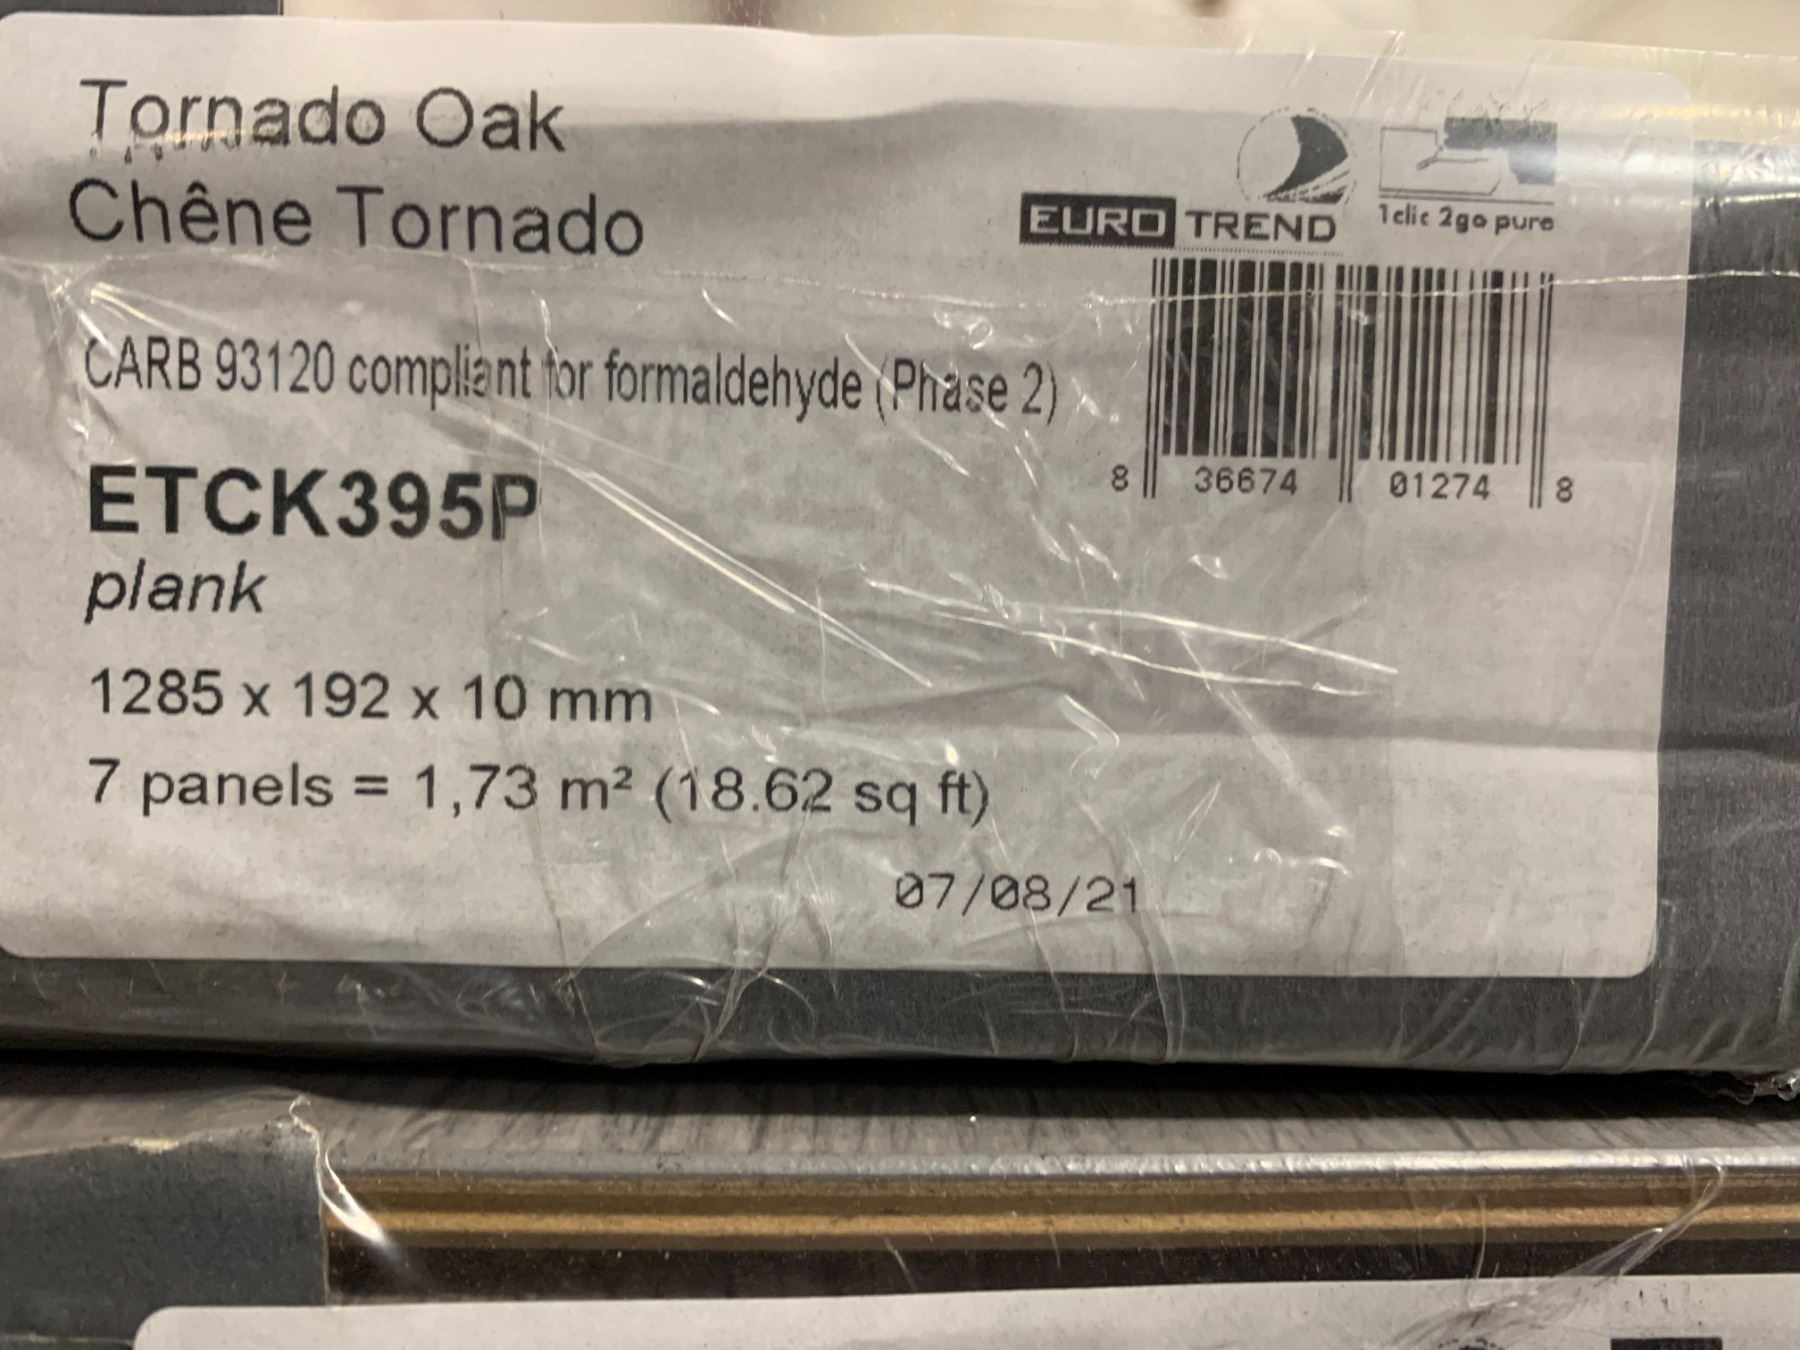 Tornado Oak
Chêne Tornado
EURO TREND
1clic 2go pure
CARB 93120 compliant for formaldehyde (Phase 2)
8 36674 01274 8
ETCK395P
plank
1285 x 192 x 10 mm
7 panels = 1,73 m² (18.62 sq ft)
07/08/21